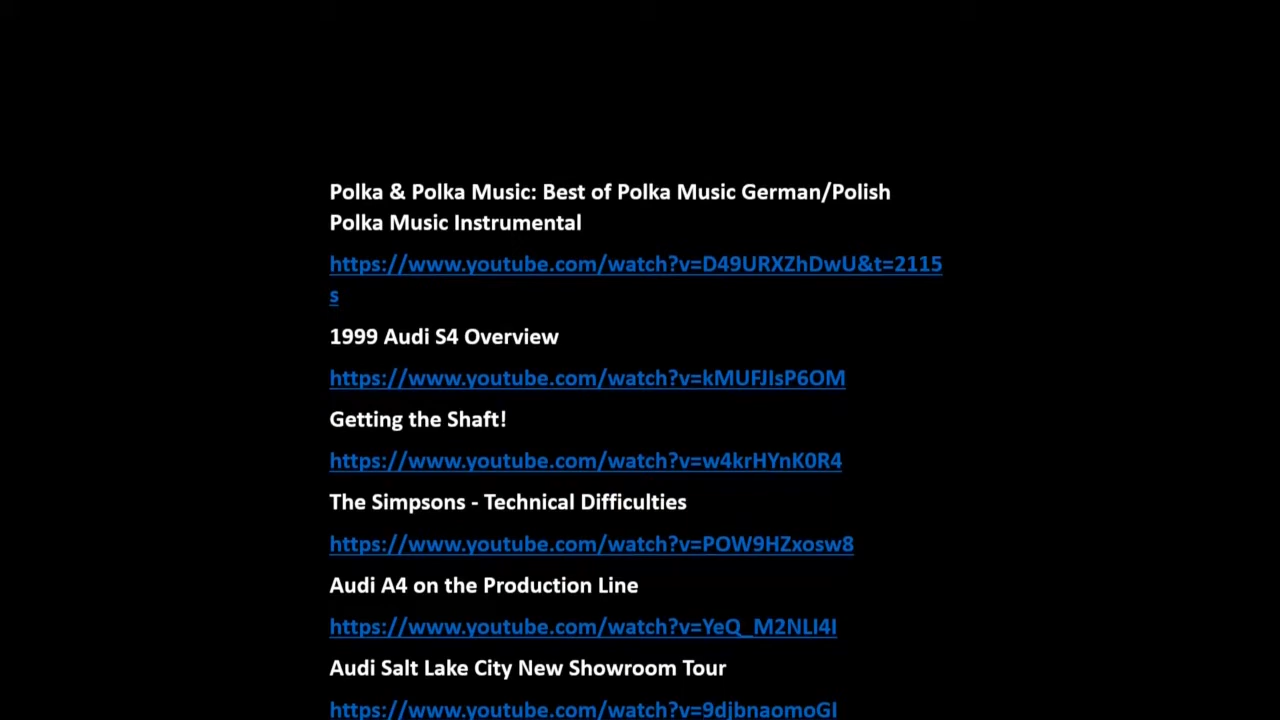 Polka & Polka Music: Best of Polka Music German/Polish
Polka Music Instrumental
https://www.youtube.com/watch?v=D49URXZhDwU&t=2115
s
1999 Audi S4 Overview
https://www.youtube.com/watch?v=kMUFJIsP6OM
Getting the Shaft!
https://www.youtube.com/watch?v=w4krHYnK0R4
The Simpsons - Technical Difficulties
https://www.youtube.com/watch?v=POW9HZxosw8
Audi A4 on the Production Line
https://www.youtube.com/watch?v=YeQ_M2NLI4I
Audi Salt Lake City New Showroom Tour
https://www.youtube.com/watch?v=9djbnaomoGI